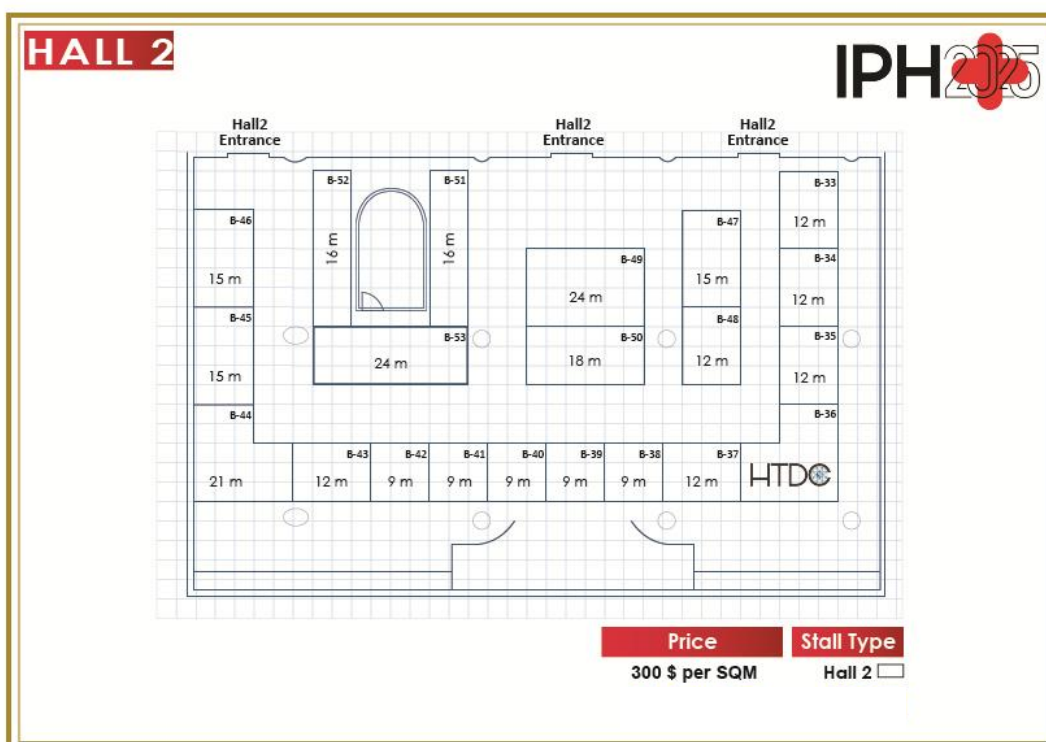 HALL 2
IPH2025
Hall2
Entrance
Hall2
Entrance
Hall2
Entrance
B-52
B-51
B-33
16 m
16 m
12 m
B-46
B-47
15 m
15 m
B-49
24 m
B-34
12 m
B-45
15 m
B-48
12 m
B-53
24 m
B-50
18 m
B-35
12 m
B-44
21 m
B-36
HTDC
B-43
12 m
B-42
9 m
B-41
9 m
B-40
9 m
B-39
9 m
B-38
9 m
B-37
12 m
Price
Stall Type
300 $ per SQM
Hall 2